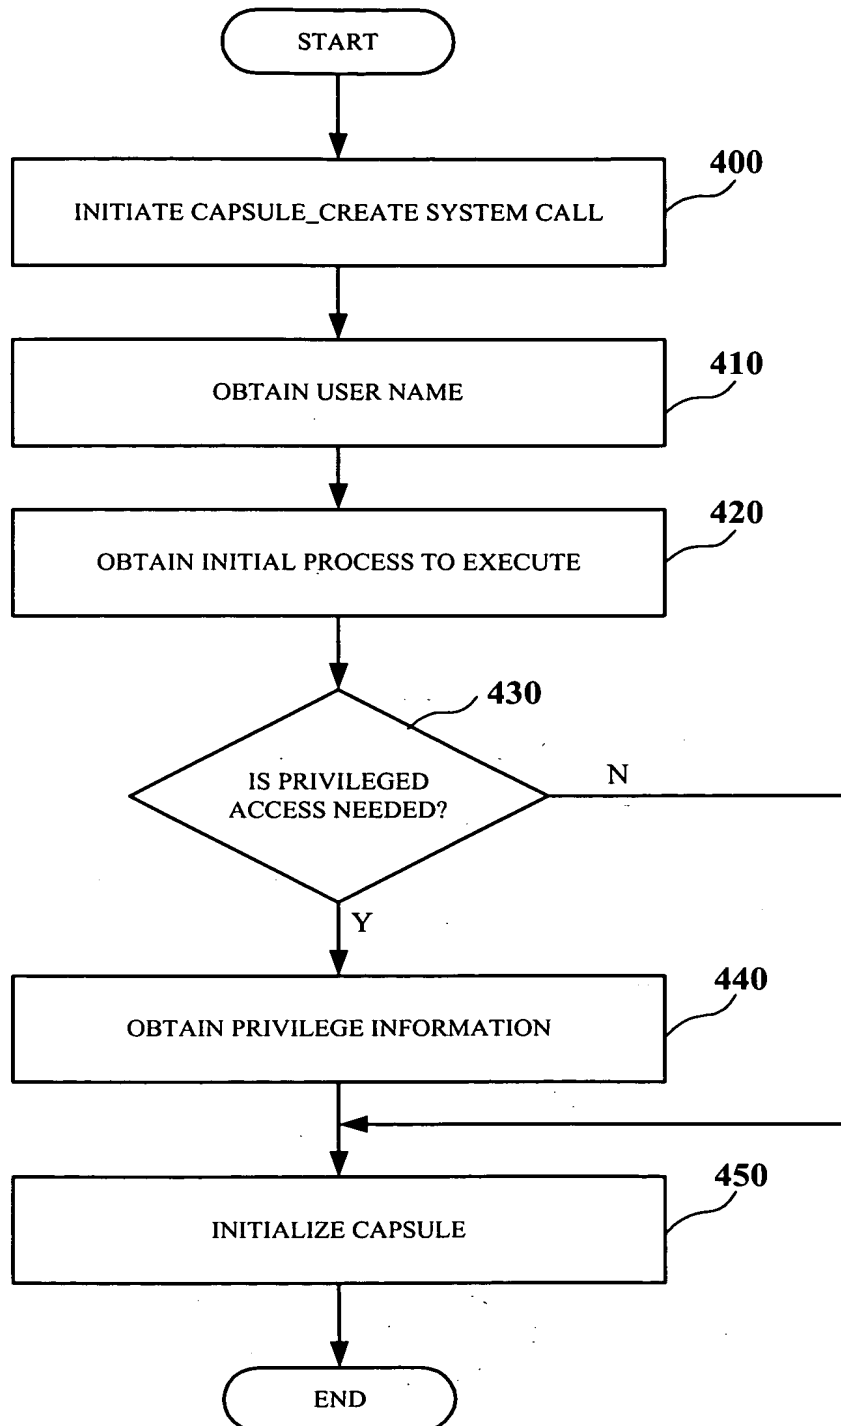 START
400
INITIATE CAPSULE_CREATE SYSTEM CALL
410
OBTAIN USER NAME
420
OBTAIN INITIAL PROCESS TO EXECUTE
430
IS PRIVILEGED
ACCESS NEEDED?
N
Y
440
OBTAIN PRIVILEGE INFORMATION
450
INITIALIZE CAPSULE
END